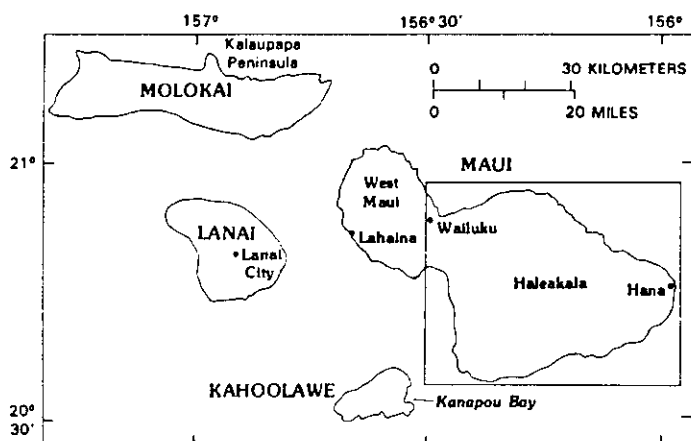 157°
156°30'
156°
Kalaupapa
Peninsula
0
30 KILOMETERS
0
20 MILES
MOLOKAI
21°
MAUI
West
Maui
Wailuku
Lahaina
LANAI
Lanai
City
Haleakala
Hana
KAHOOLAWE
Kanapou Bay
20°
30'